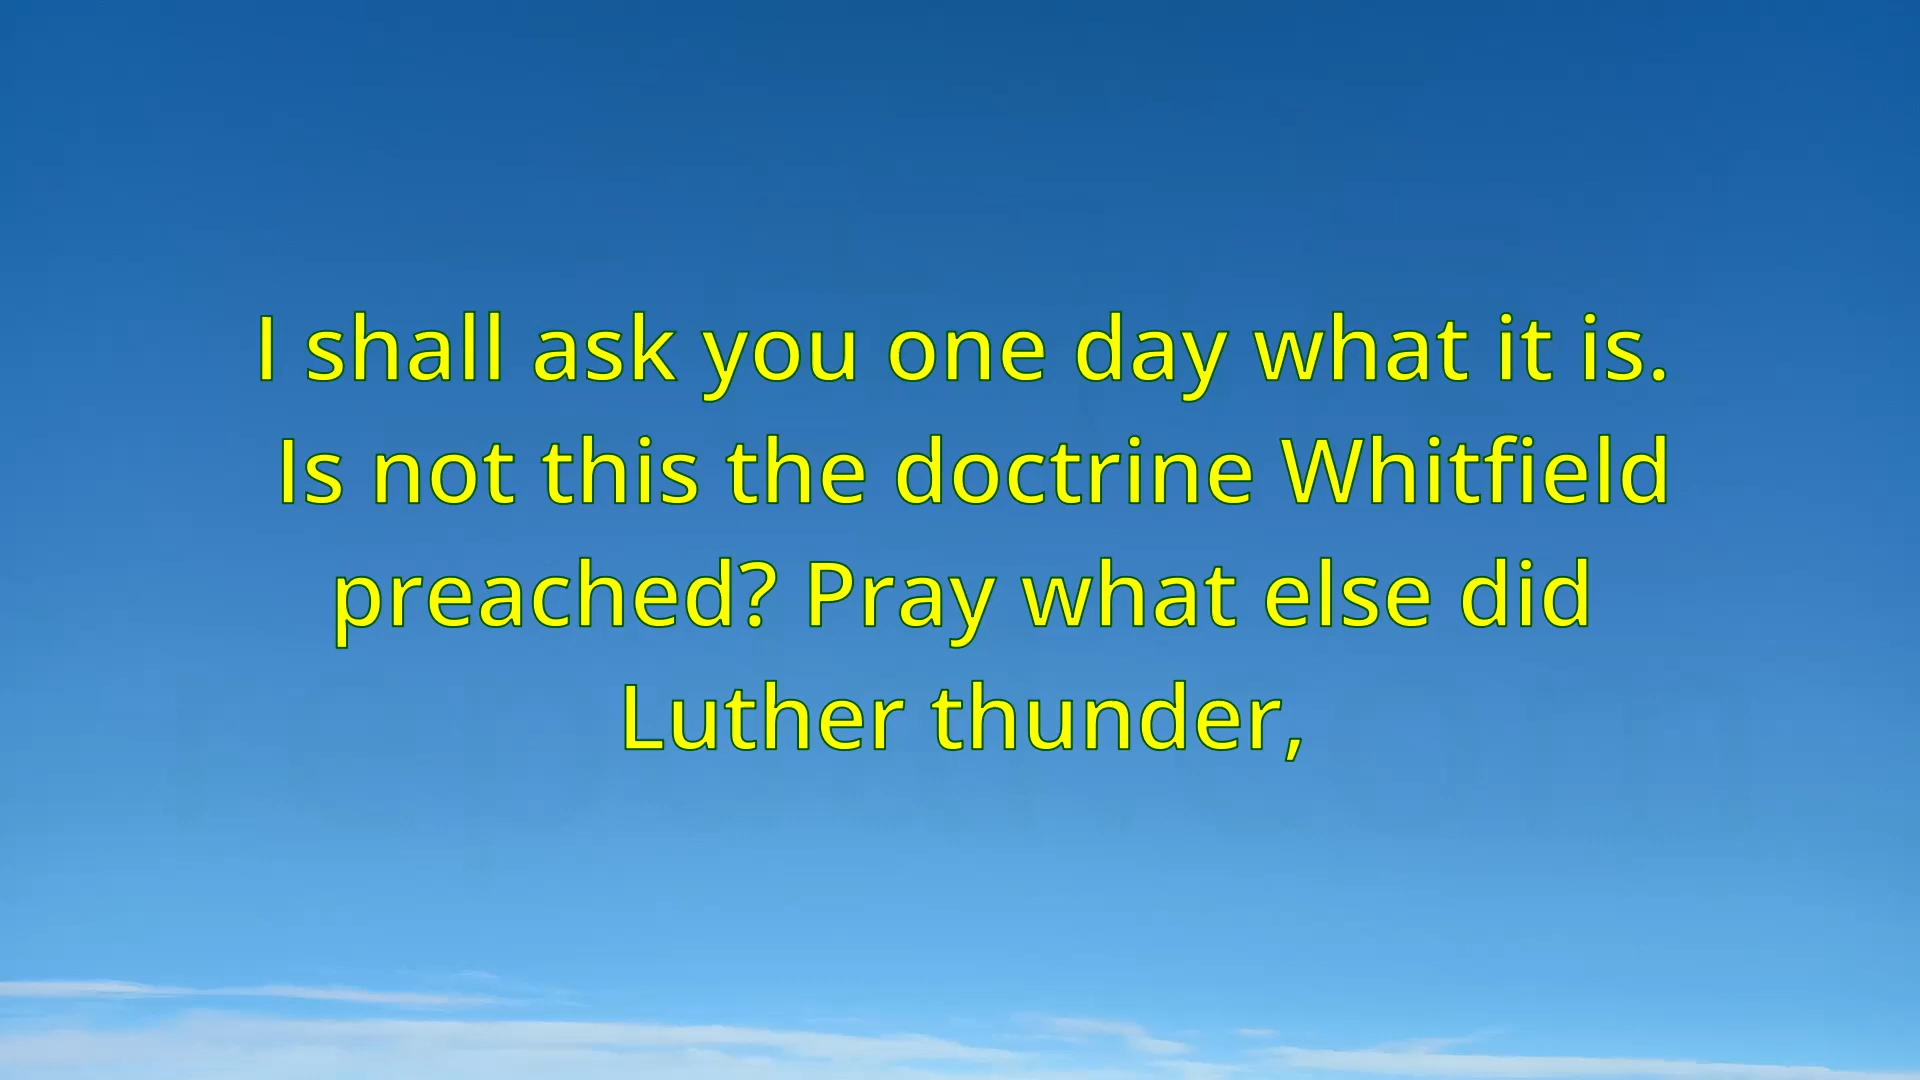 I shall ask you one day what it is.
Is not this the doctrine Whitfield
preached? Pray what else did
Luther thunder,